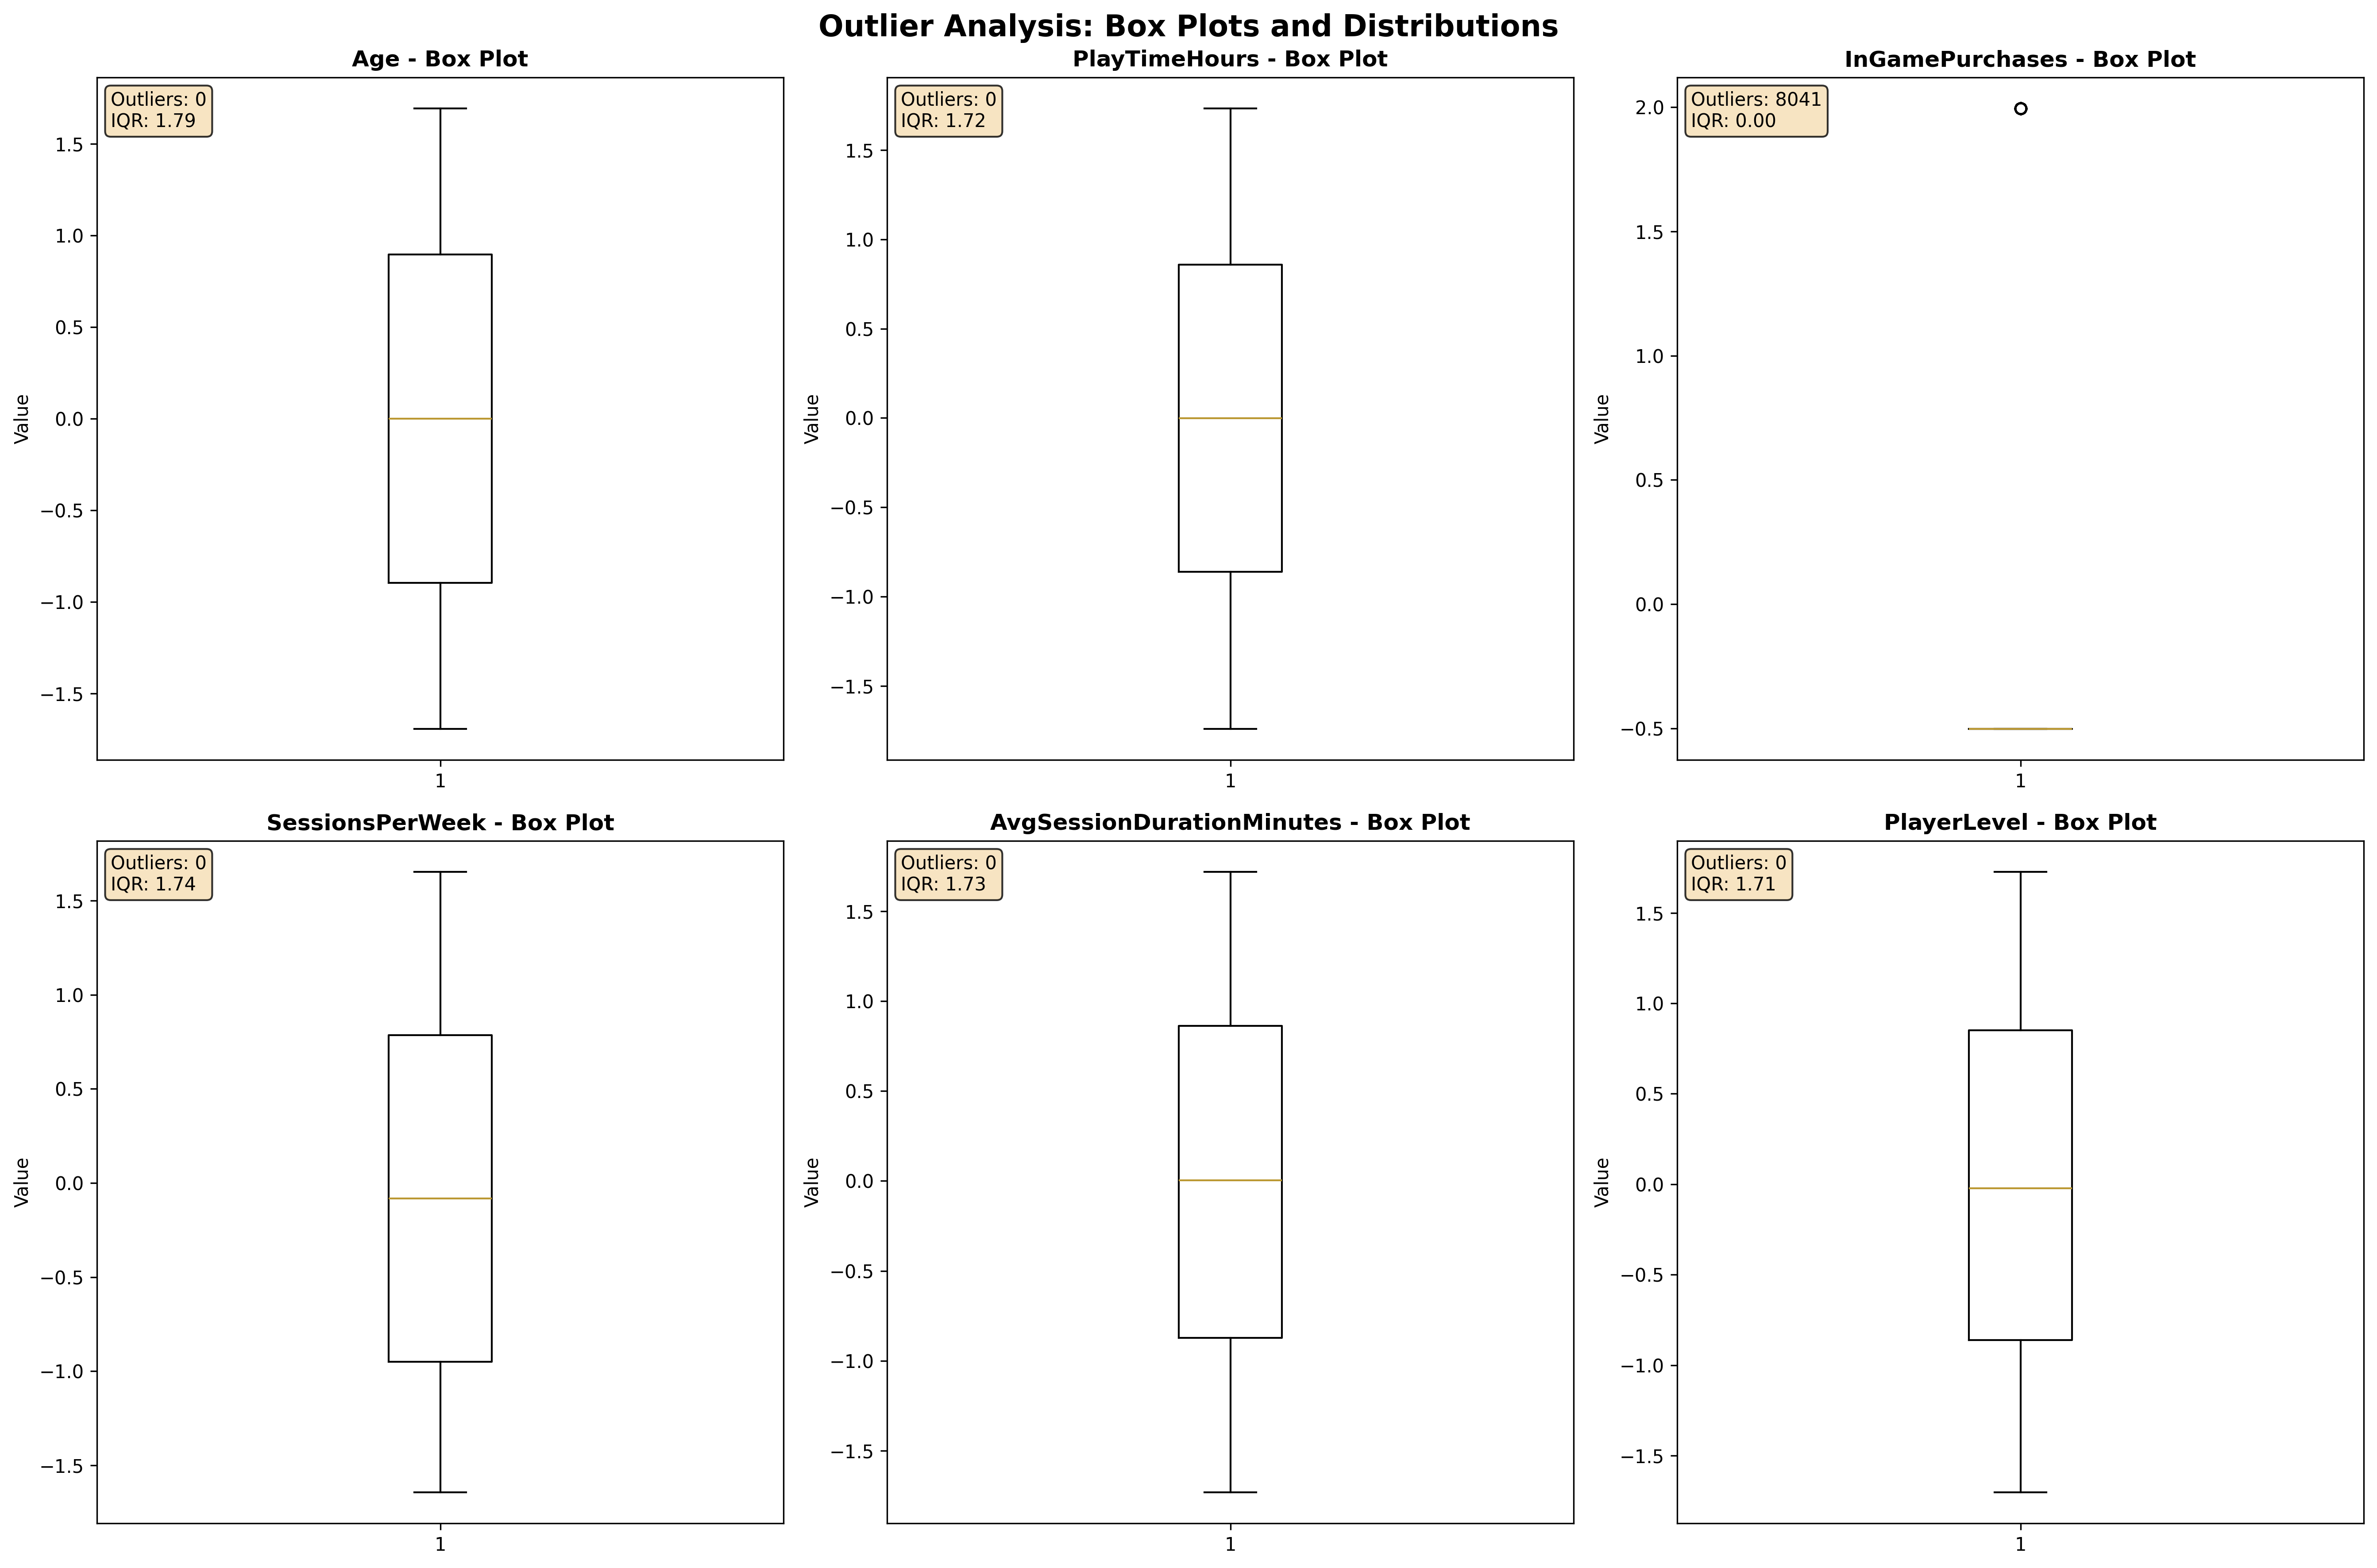 Outlier Analysis: Box Plots and Distributions
Age - Box Plot
Outliers: 0
IQR: 1.79
Value
1.5
1.0
0.5
0.0
−0.5
−1.0
−1.5
1
PlayTimeHours - Box Plot
Outliers: 0
IQR: 1.72
Value
1.5
1.0
0.5
0.0
−0.5
−1.0
−1.5
1
InGamePurchases - Box Plot
Outliers: 8041
IQR: 0.00
Value
2.0
1.5
1.0
0.5
0.0
−0.5
1
SessionsPerWeek - Box Plot
Outliers: 0
IQR: 1.74
Value
1.5
1.0
0.5
0.0
−0.5
−1.0
−1.5
1
AvgSessionDurationMinutes - Box Plot
Outliers: 0
IQR: 1.73
Value
1.5
1.0
0.5
0.0
−0.5
−1.0
−1.5
1
PlayerLevel - Box Plot
Outliers: 0
IQR: 1.71
Value
1.5
1.0
0.5
0.0
−0.5
−1.0
−1.5
1